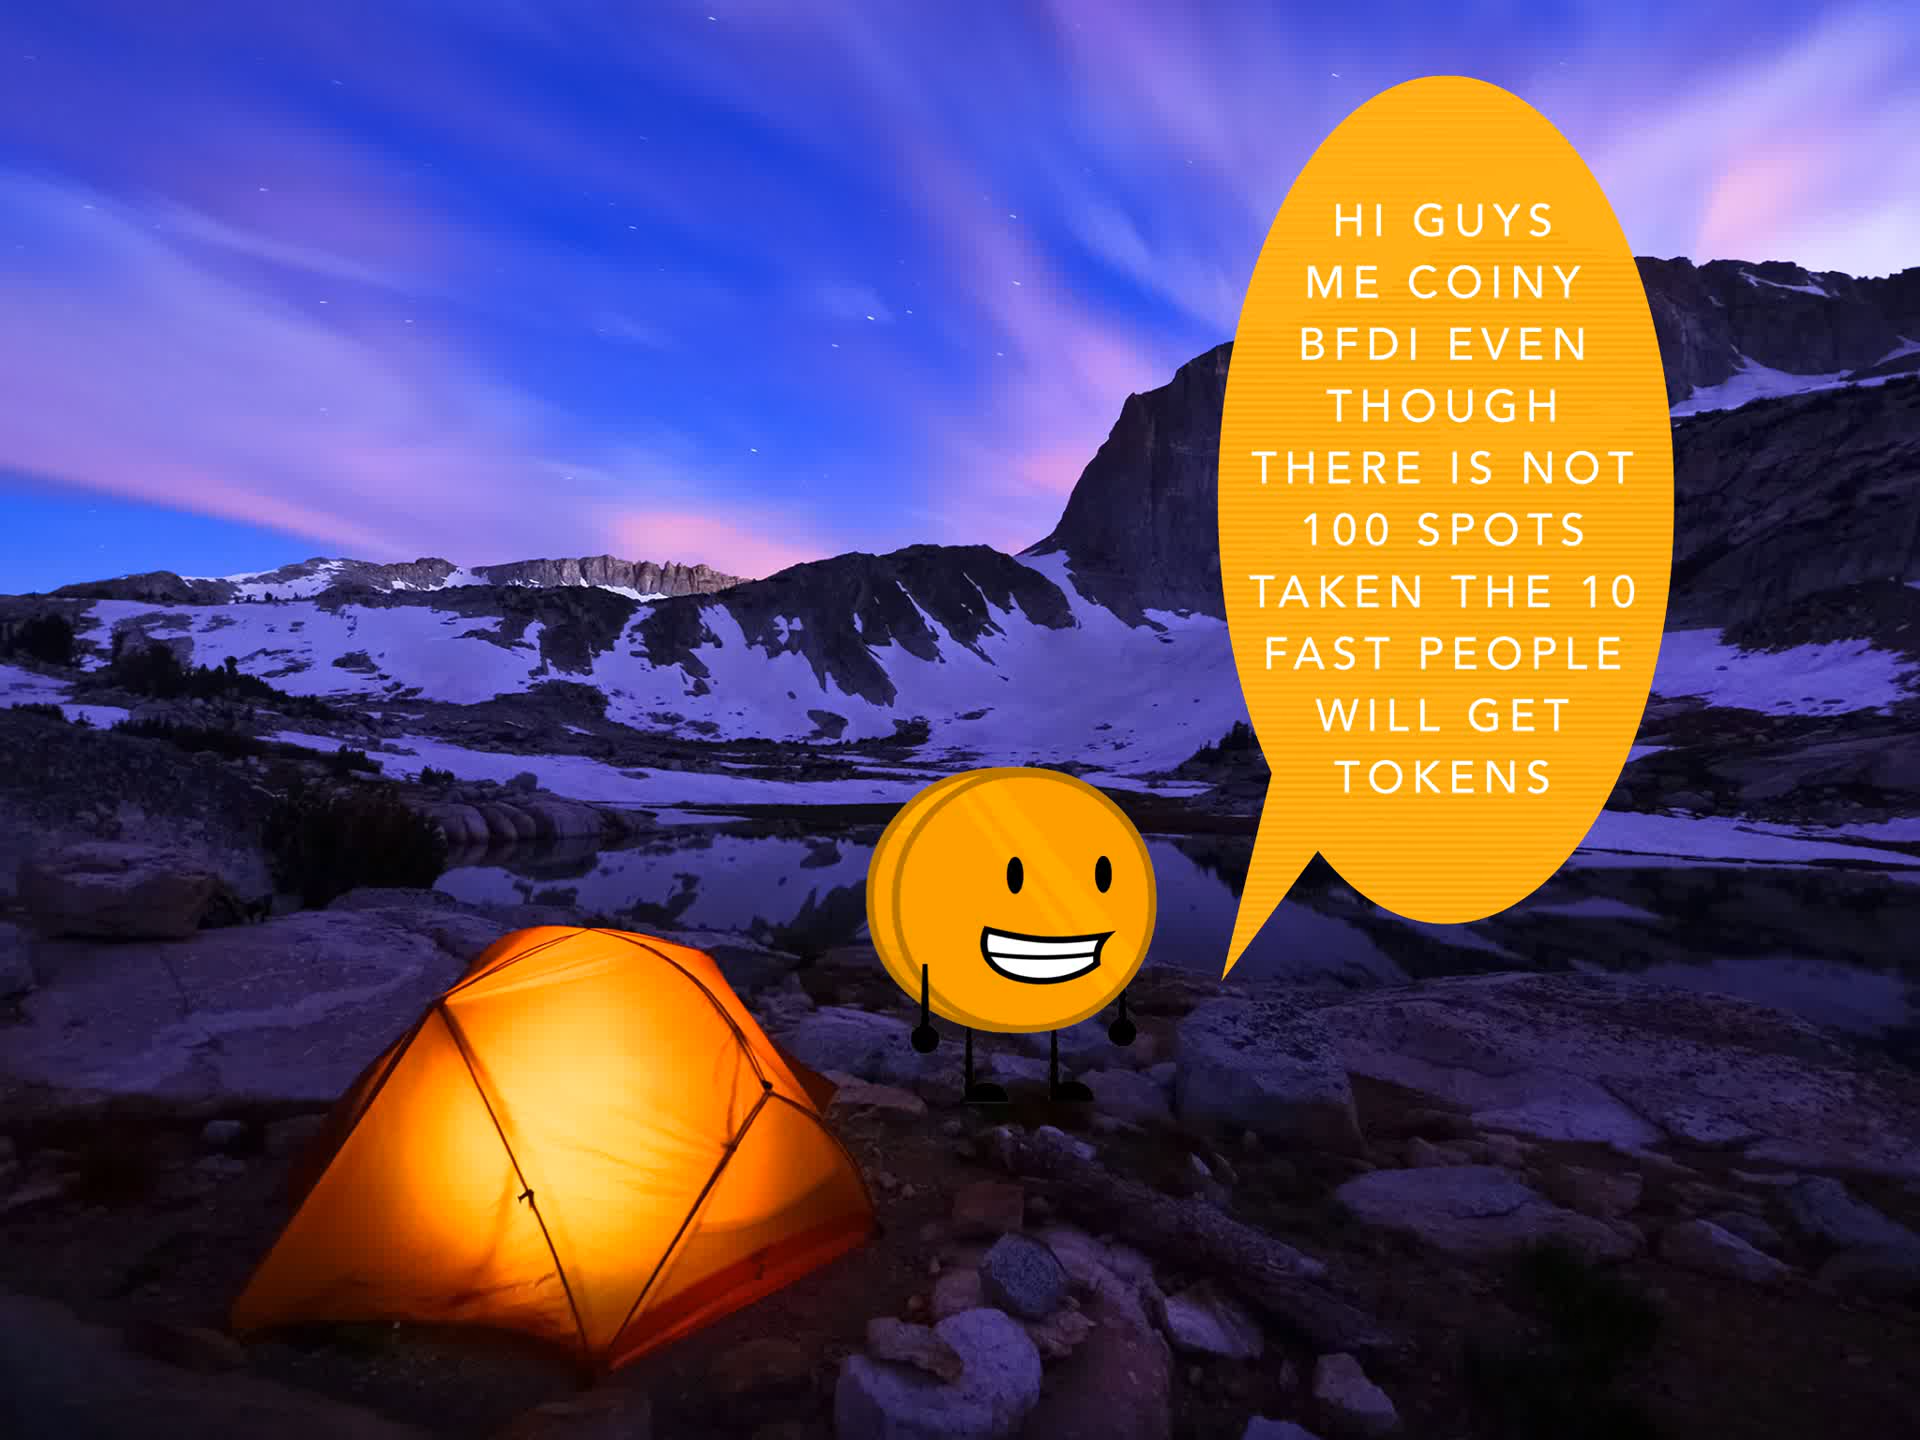 HI GUYS
ME COINY
BFDI EVEN
THOUGH
THERE IS NOT
100 SPOTS
TAKEN THE 10
FAST PEOPLE
WILL GET
TOKENS